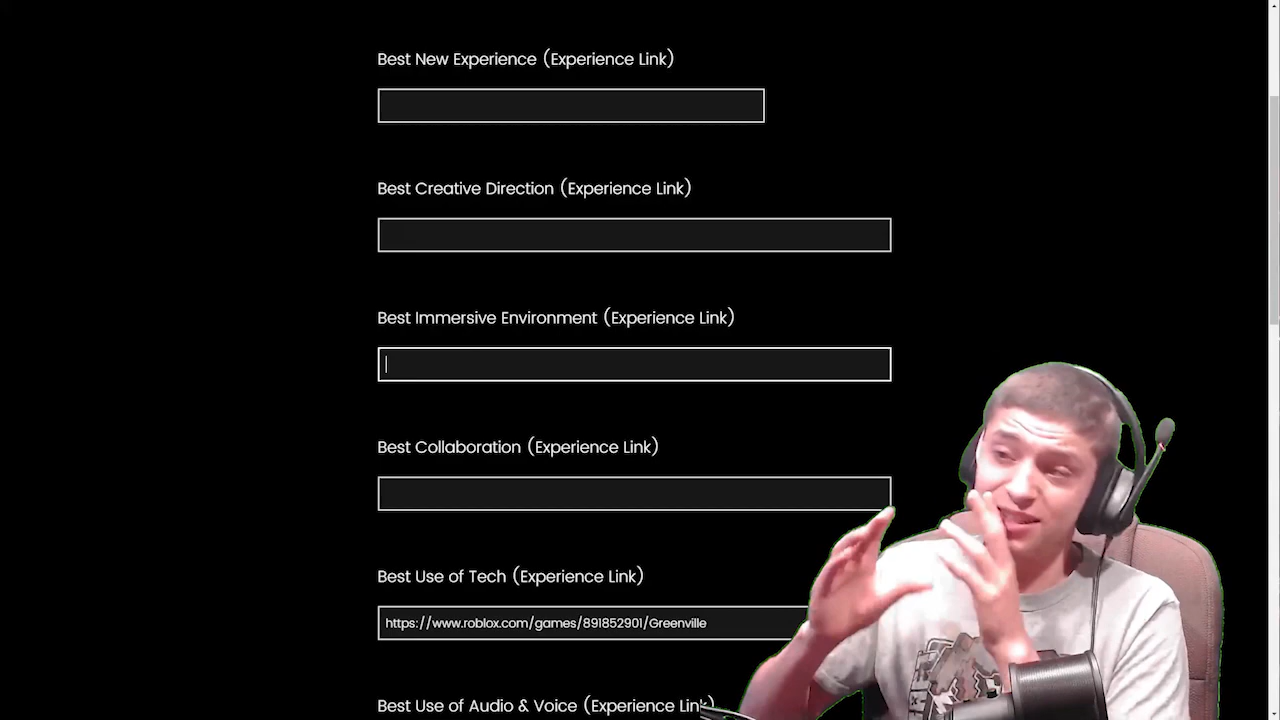 Best New Experience (Experience Link)
Best Creative Direction (Experience Link)
Best Immersive Environment (Experience Link)
Best Collaboration (Experience Link)
Best Use of Tech (Experience Link)
https://www.roblox.com/games/891852901/Greenville
Best Use of Audio & Voice (Experience Link)